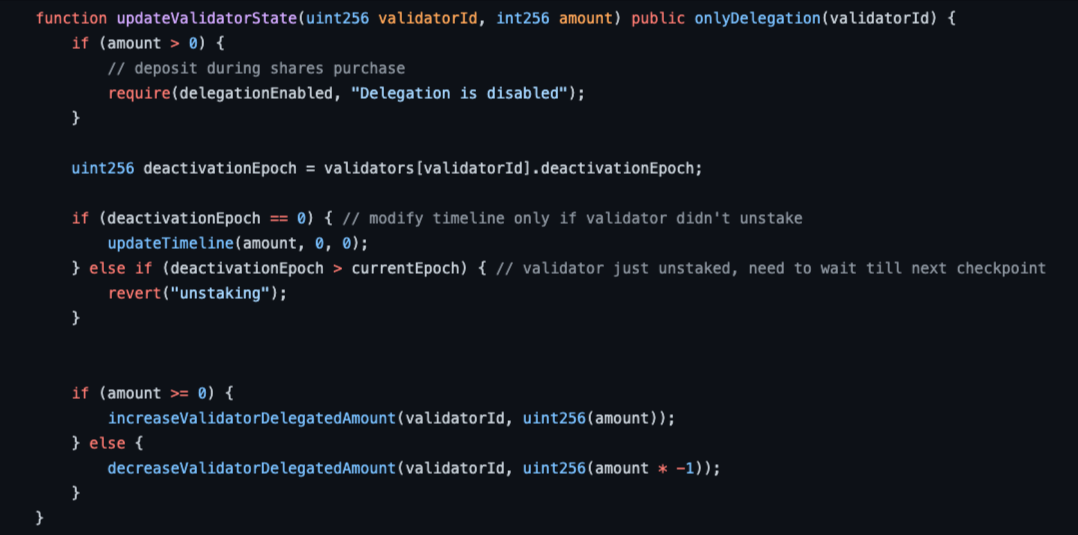 function updateValidatorState(uint256 validatorId, int256 amount) public onlyDelegation(validatorId) {
    if (amount > 0) {
        // deposit during shares purchase
        require(delegationEnabled, "Delegation is disabled");
    }

    uint256 deactivationEpoch = validators[validatorId].deactivationEpoch;

    if (deactivationEpoch == 0) { // modify timeline only if validator didn't unstake
        updateTimeline(amount, 0, 0);
    } else if (deactivationEpoch > currentEpoch) { // validator just unstaked, need to wait till next checkpoint
        revert("unstaking");
    }


    if (amount >= 0) {
        increaseValidatorDelegatedAmount(validatorId, uint256(amount));
    } else {
        decreaseValidatorDelegatedAmount(validatorId, uint256(amount * -1));
    }
}